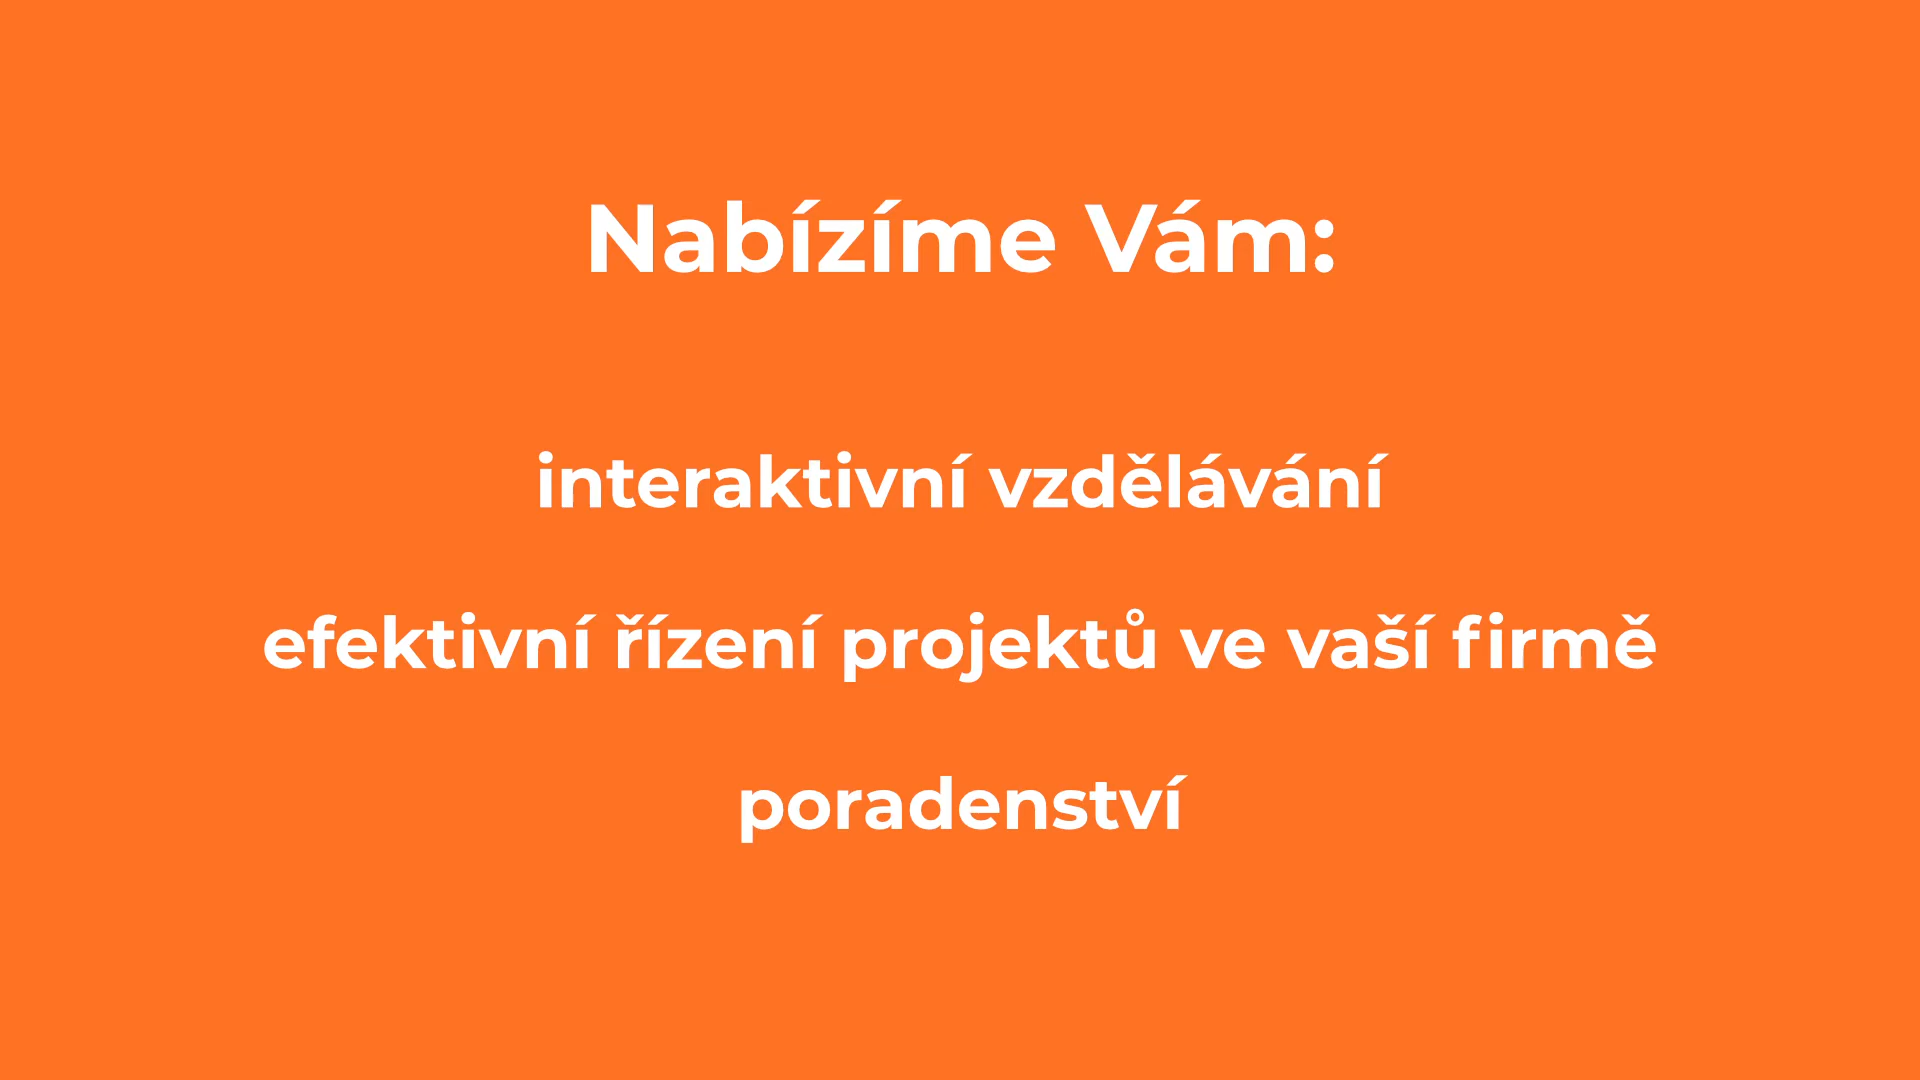 Nabízíme Vám:
interaktivní vzdělávání
efektivní řízení projektů ve vaší firmě
poradenství